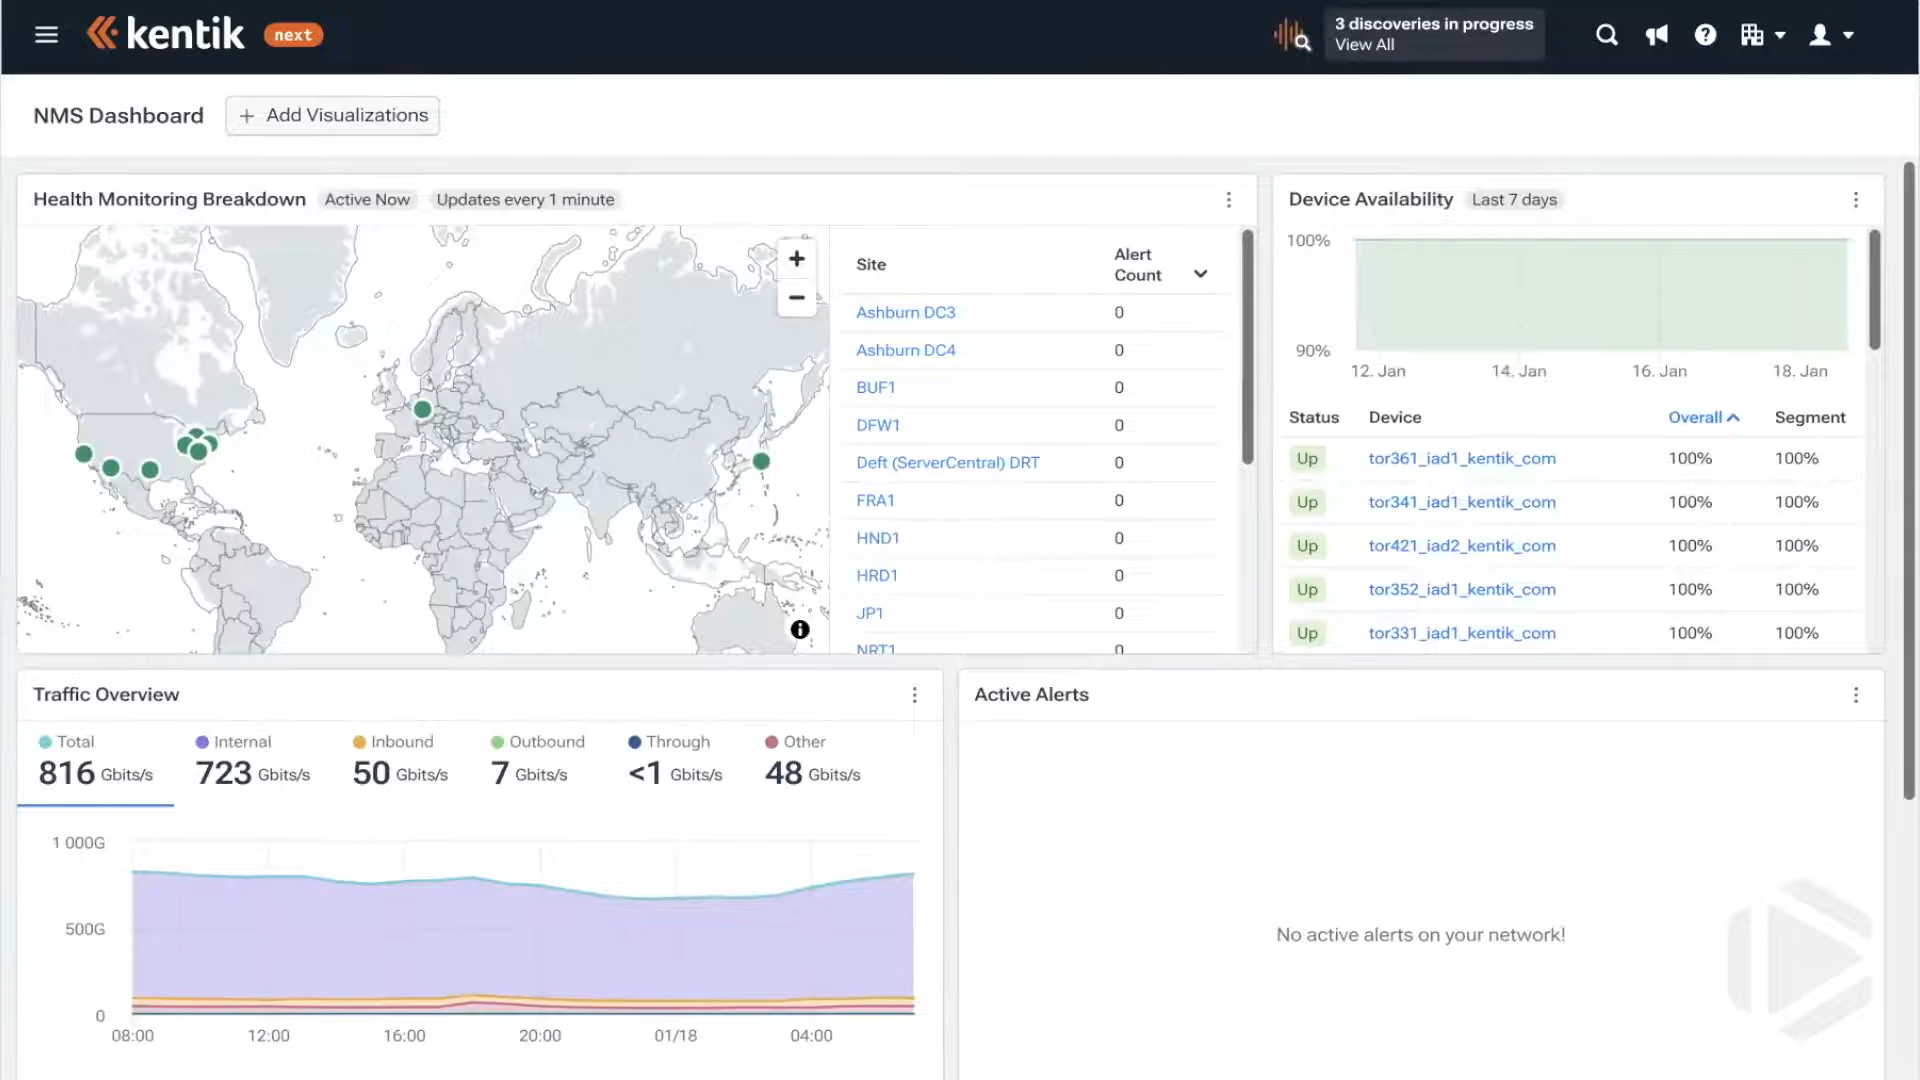 kentik next
3 discoveries in progress
View All
NMS Dashboard
+ Add Visualizations
Health Monitoring Breakdown Active Now Updates every 1 minute
Site Alert Count
Ashburn DC3 0
Ashburn DC4 0
BUF1 0
DFW1 0
Deft (ServerCentral) DRT 0
FRA1 0
HND1 0
HRD1 0
JP1 0
NRT1 0
Device Availability Last 7 days
100%
90%
12. Jan 14. Jan 16. Jan 18. Jan
Status Device Overall Segment
Up tor361_iad1_kentik_com 100% 100%
Up tor341_iad1_kentik_com 100% 100%
Up tor421_iad2_kentik_com 100% 100%
Up tor352_iad1_kentik_com 100% 100%
Up tor331_iad1_kentik_com 100% 100%
Traffic Overview
Total Internal Inbound Outbound Through Other
816 Gbits/s 723 Gbits/s 50 Gbits/s 7 Gbits/s <1 Gbits/s 48 Gbits/s
1 000G
500G
0
08:00 12:00 16:00 20:00 01/18 04:00
Active Alerts
No active alerts on your network!